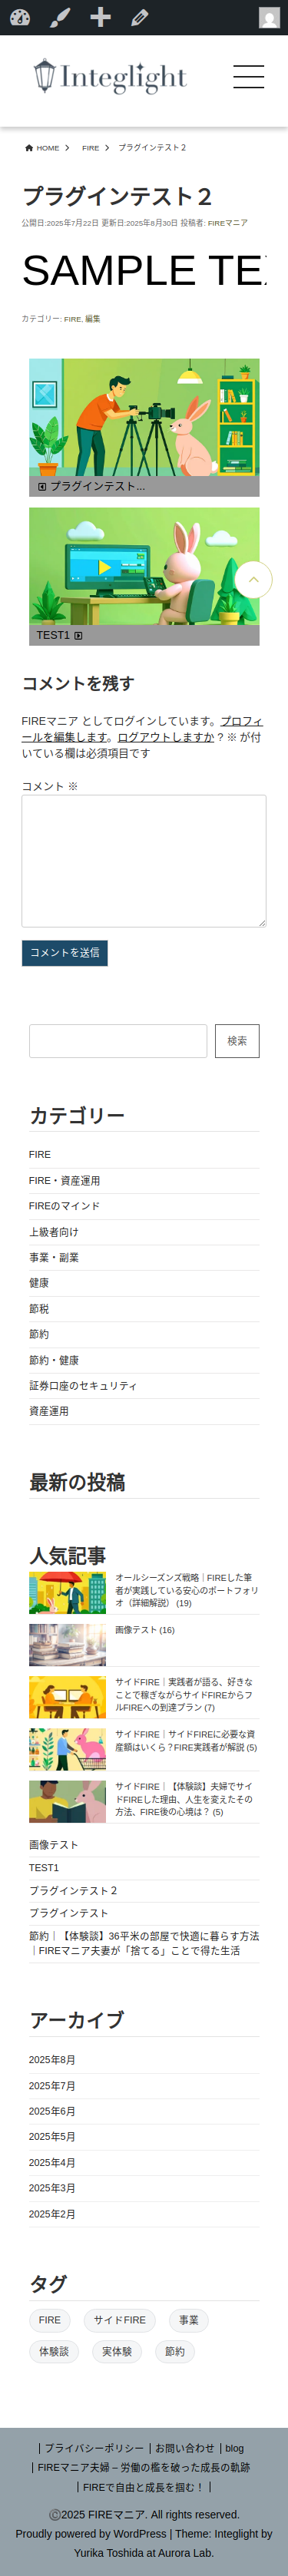 Integlight
HOME
FIRE
プラグインテスト２
プラグインテスト２
公開日:2025年7月22日 更新日:2025年8月30日 投稿者: FIREマニア
SAMPLE TE
カテゴリー: FIRE, 編集
プラグインテスト...
TEST1
コメントを残す
FIREマニア としてログインしています。プロフィ
ールを編集します。ログアウトしますか？ ※ が付
いている欄は必須項目です
コメント ※
コメントを送信
検索
カテゴリー
FIRE
FIRE・資産運用
FIREのマインド
上級者向け
事業・副業
健康
節税
節約
節約・健康
証券口座のセキュリティ
資産運用
最新の投稿
人気記事
オールシーズンズ戦略｜FIREした筆
者が実践している安心のポートフォリ
オ（詳細解説） (19)
画像テスト (16)
サイドFIRE｜実践者が語る、好きな
ことで稼ぎながらサイドFIREからフ
ルFIREへの到達プラン (7)
サイドFIRE｜サイドFIREに必要な資
産額はいくら？FIRE実践者が解説 (5)
サイドFIRE｜【体験談】夫婦でサイ
ドFIREした理由、人生を変えたその
方法、FIRE後の心境は？ (5)
画像テスト
TEST1
プラグインテスト２
プラグインテスト
節約｜【体験談】36平米の部屋で快適に暮らす方法
｜FIREマニア夫妻が「捨てる」ことで得た生活
アーカイブ
2025年8月
2025年7月
2025年6月
2025年5月
2025年4月
2025年3月
2025年2月
タグ
FIRE
サイドFIRE
事業
体験談
実体験
節約
プライバシーポリシー
お問い合わせ
blog
FIREマニア夫婦 – 労働の檻を破った成長の軌跡
FIREで自由と成長を掴む！
©2025 FIREマニア. All rights reserved.
Proudly powered by WordPress | Theme: Integlight by
Yurika Toshida at Aurora Lab.